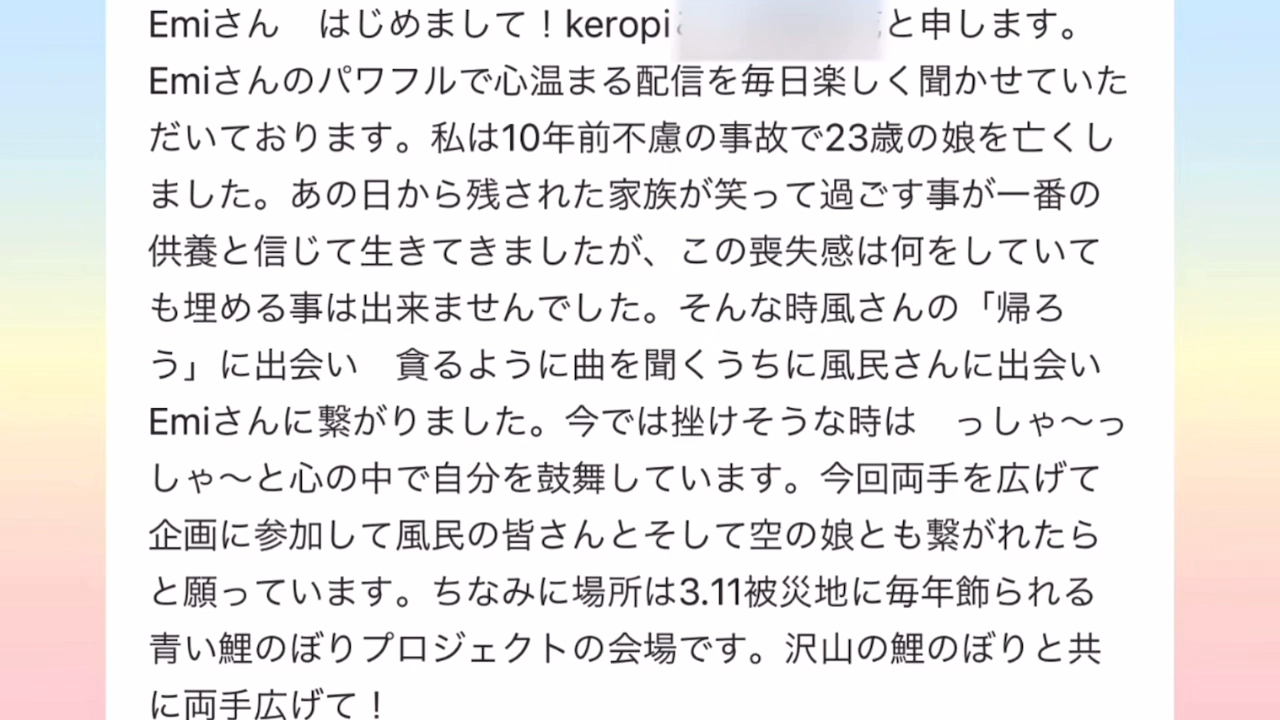 Emiさん　はじめまして！keropi と申します。
Emiさんのパワフルで心温まる配信を毎日楽しく聞かせていた
だいております。私は10年前不慮の事故で23歳の娘を亡くし
ました。あの日から残された家族が笑って過ごす事が一番の
供養と信じて生きてきましたが、この喪失感は何をしていて
も埋める事は出来ませんでした。そんな時風さんの「帰ろ
う」に出会い　貪るように曲を聞くうちに風民さんに出会い
Emiさんに繋がりました。今では挫けそうな時は　っしゃ〜っ
しゃ〜と心の中で自分を鼓舞しています。今回両手を広げて
企画に参加して風民の皆さんとそして空の娘とも繋がれたら
と願っています。ちなみに場所は3.11被災地に毎年飾られる
青い鯉のぼりプロジェクトの会場です。沢山の鯉のぼりと共
に両手広げて！